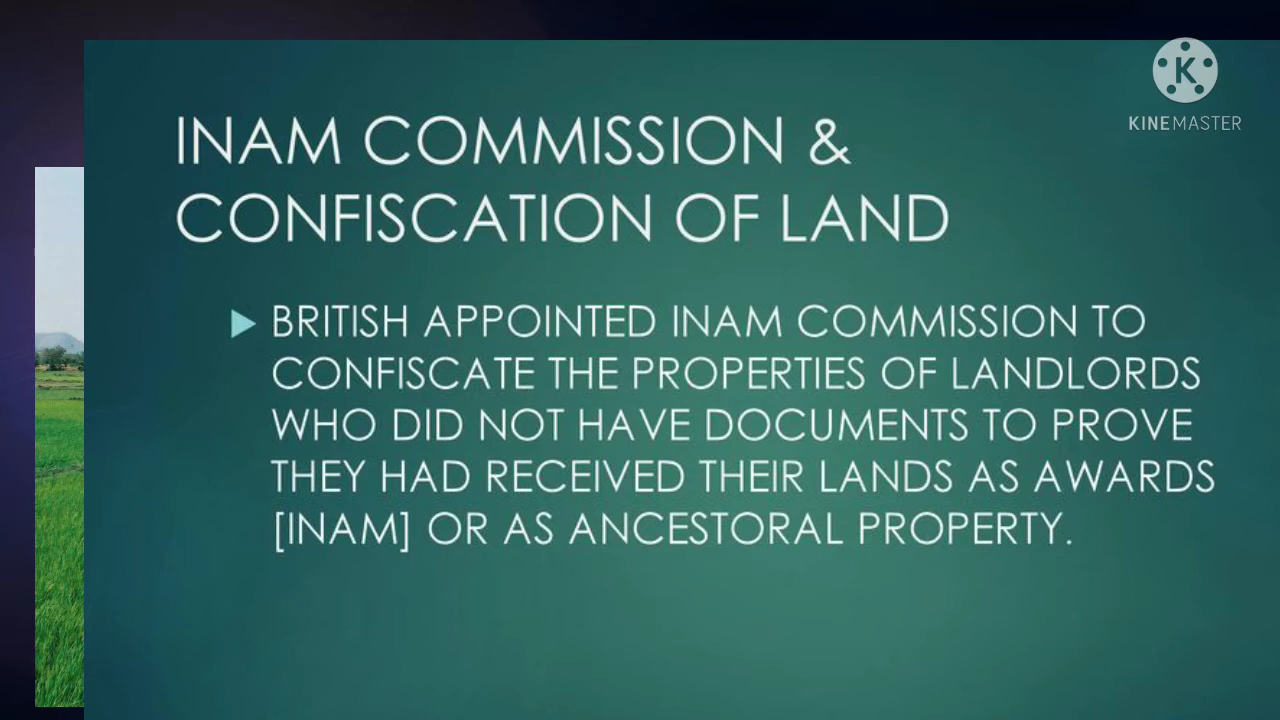 INAM COMMISSION &
CONFISCATION OF LAND
BRITISH APPOINTED INAM COMMISSION TO
CONFISCATE THE PROPERTIES OF LANDLORDS
WHO DID NOT HAVE DOCUMENTS TO PROVE
THEY HAD RECEIVED THEIR LANDS AS AWARDS
[INAM] OR AS ANCESTORAL PROPERTY.
K
KINEMASTER